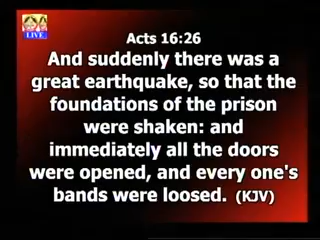 LIVE
Acts 16:26
And suddenly there was a
great earthquake, so that the
foundations of the prison
were shaken: and
immediately all the doors
were opened, and every one's
bands were loosed. (KJV)